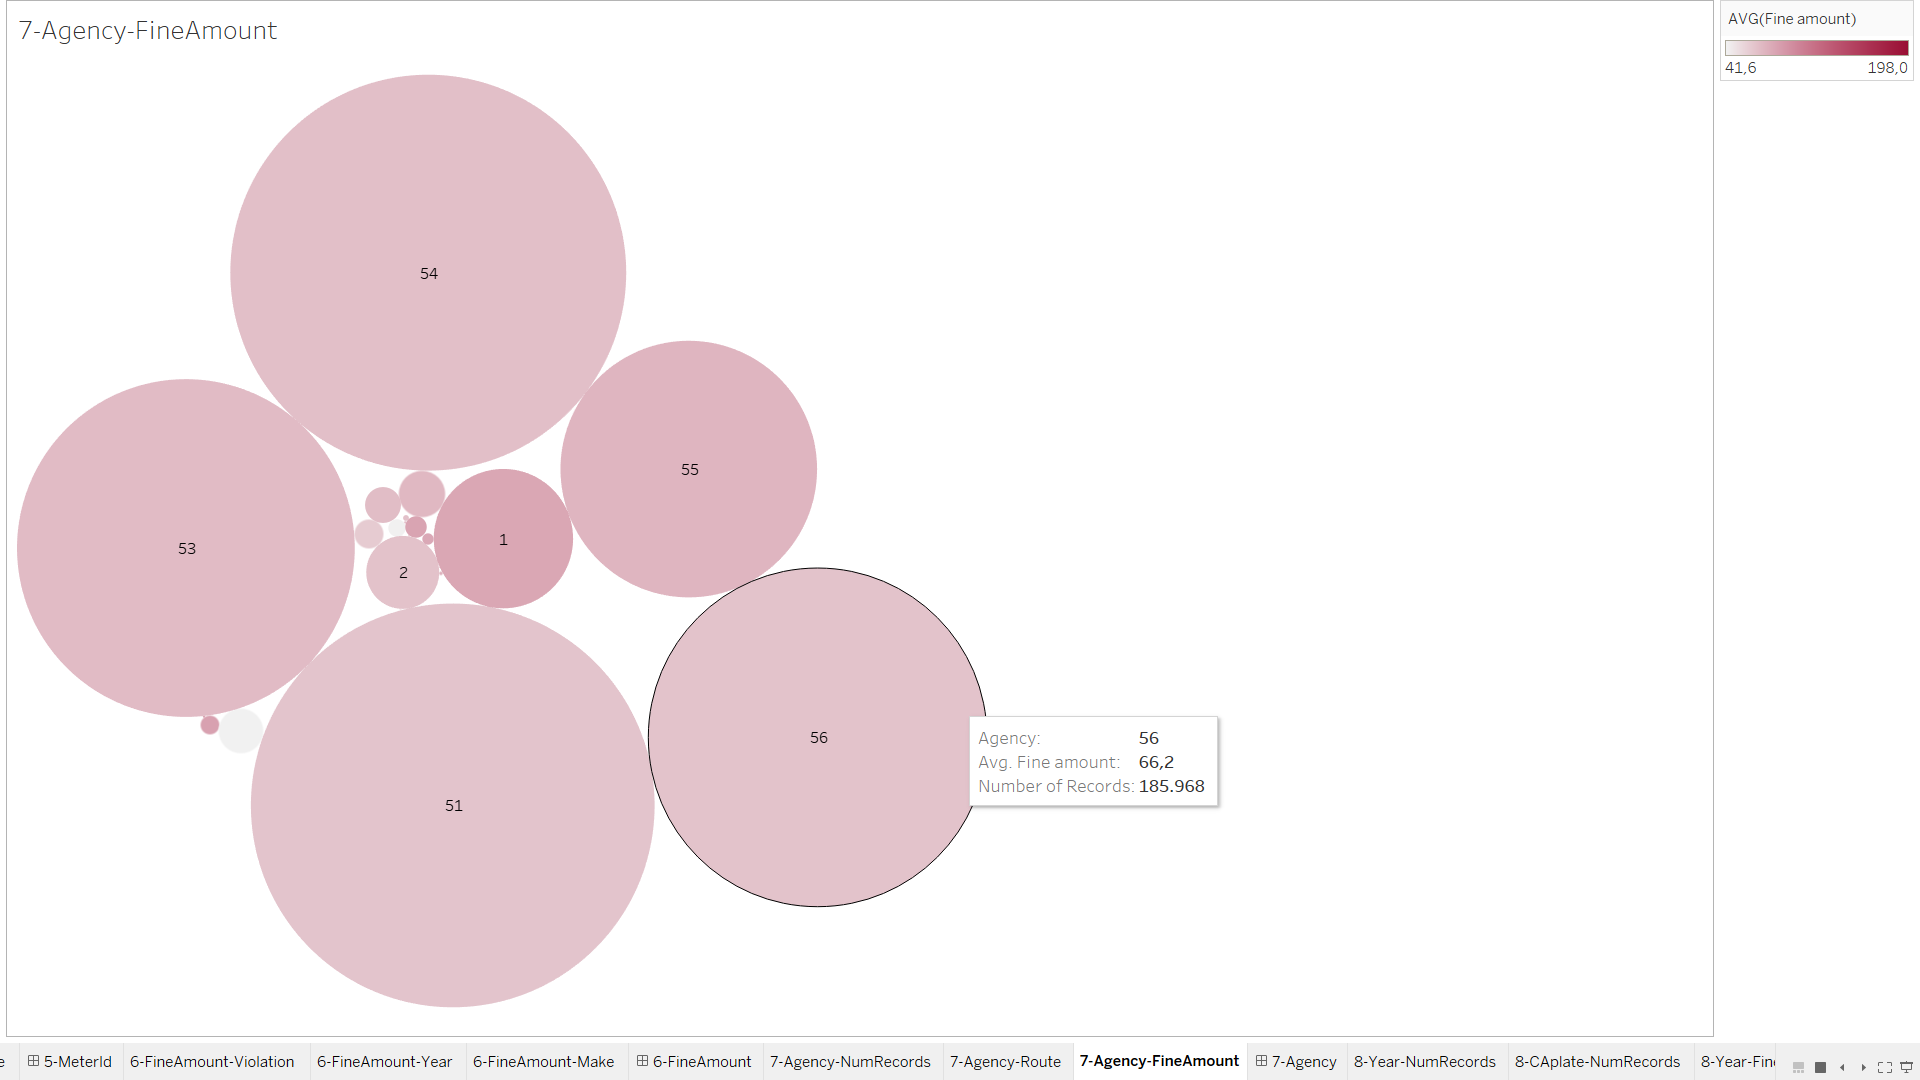 7-Agency-FineAmount
AVG(Fine amount)
41,6 198,0
54
55
53
1
2
56
51
Agency: 56
Avg. Fine amount: 66,2
Number of Records: 185.968
e 5-MeterId 6-FineAmount-Violation 6-FineAmount-Year 6-FineAmount-Make 6-FineAmount 7-Agency-NumRecords 7-Agency-Route 7-Agency-FineAmount 7-Agency 8-Year-NumRecords 8-CAplate-NumRecords 8-Year-Fin